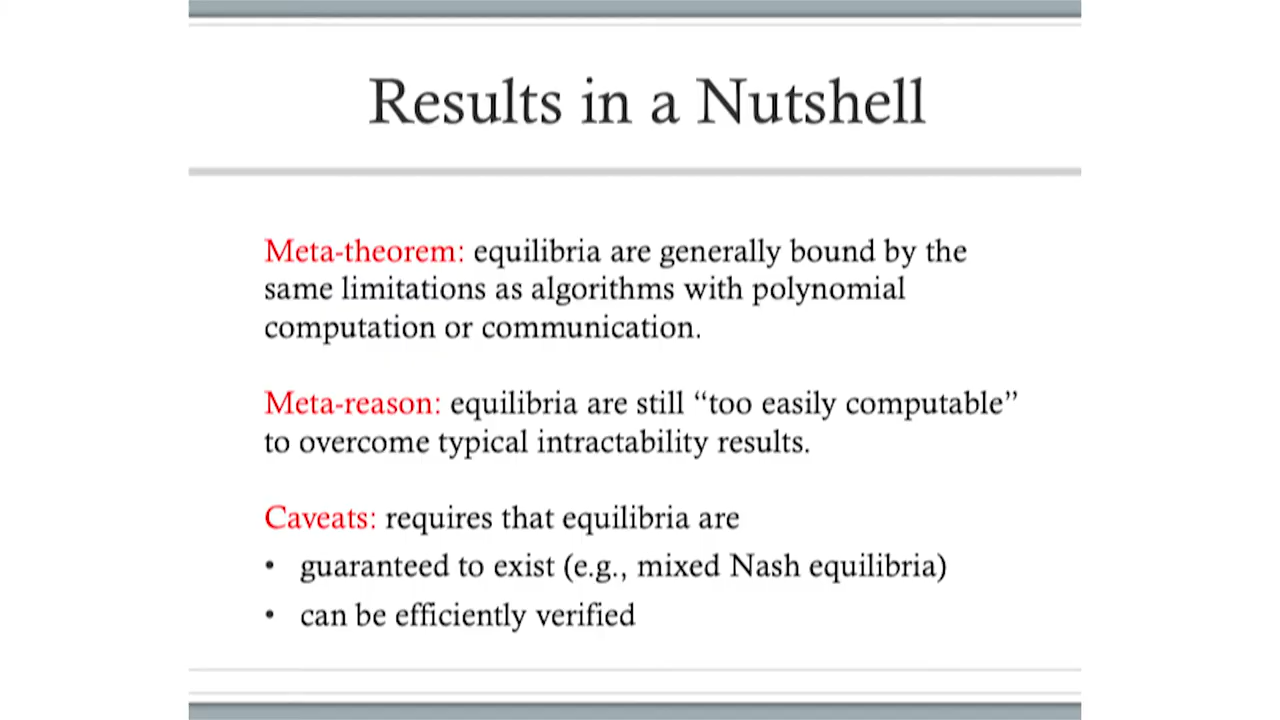 Results in a Nutshell
Meta-theorem: equilibria are generally bound by the
same limitations as algorithms with polynomial
computation or communication.
Meta-reason: equilibria are still “too easily computable”
to overcome typical intractability results.
Caveats: requires that equilibria are
• guaranteed to exist (e.g., mixed Nash equilibria)
• can be efficiently verified